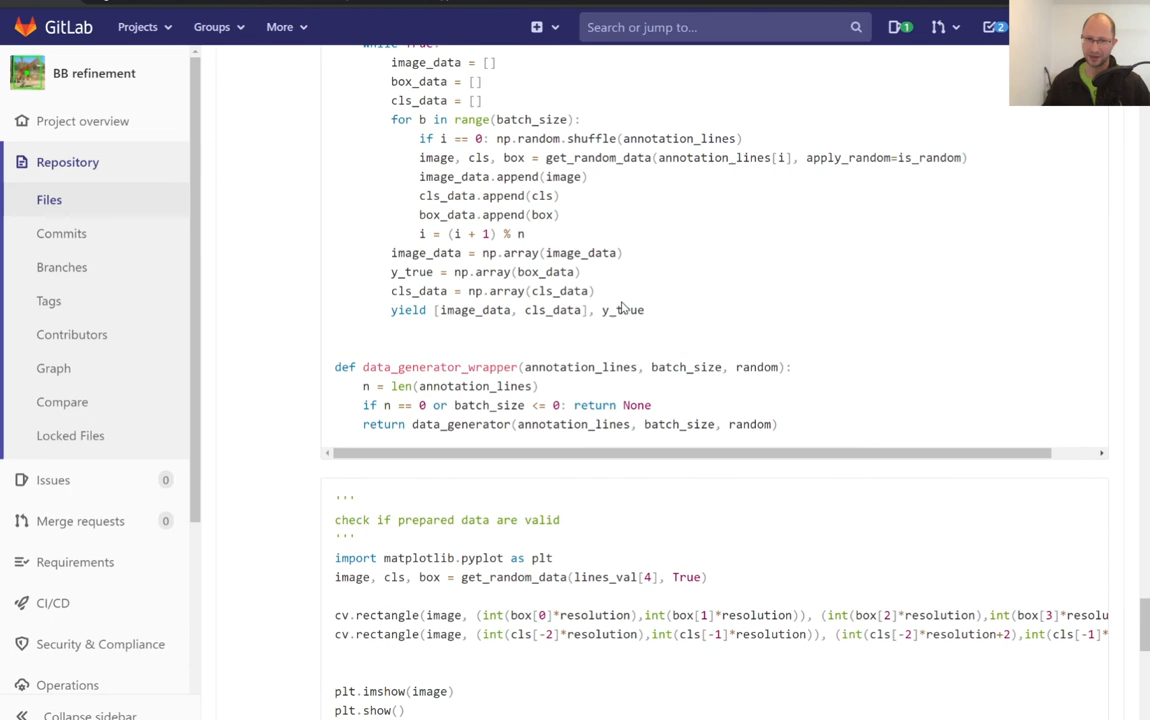 GitLab
Projects
Groups
More
Search or jump to...
1
2
BB refinement
Project overview
Repository
Files
Commits
Branches
Tags
Contributors
Graph
Compare
Locked Files
Issues 0
Merge requests 0
Requirements
CI/CD
Security & Compliance
Operations
Collapse sidebar
while True:
image_data = []
box_data = []
cls_data = []
for b in range(batch_size):
if i == 0: np.random.shuffle(annotation_lines)
image, cls, box = get_random_data(annotation_lines[i], apply_random=is_random)
image_data.append(image)
cls_data.append(cls)
box_data.append(box)
i = (i + 1) % n
image_data = np.array(image_data)
y_true = np.array(box_data)
cls_data = np.array(cls_data)
yield [image_data, cls_data], y_true
def data_generator_wrapper(annotation_lines, batch_size, random):
n = len(annotation_lines)
if n == 0 or batch_size <= 0: return None
return data_generator(annotation_lines, batch_size, random)
'''
check if prepared data are valid
'''
import matplotlib.pyplot as plt
image, cls, box = get_random_data(lines_val[4], True)
cv.rectangle(image, (int(box[0]*resolution),int(box[1]*resolution)), (int(box[2]*resolution),int(box[3]*resolu
cv.rectangle(image, (int(cls[-2]*resolution),int(cls[-1]*resolution)), (int(cls[-2]*resolution+2),int(cls[-1]*
plt.imshow(image)
plt.show()